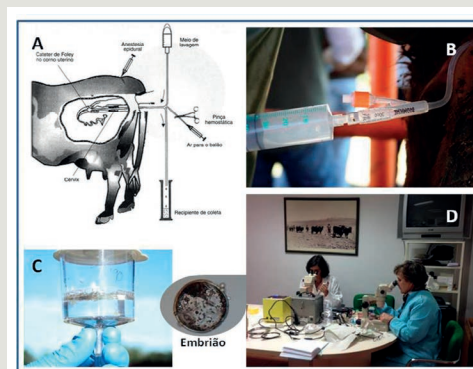 A
Cateter de Foley
no corno uterino
Anestesia
epidural
Meio de
lavagem
Pinça
hemostática
Ar para o balão
Cérvix
Recipiente
de coleta
B
C
Embrião
D